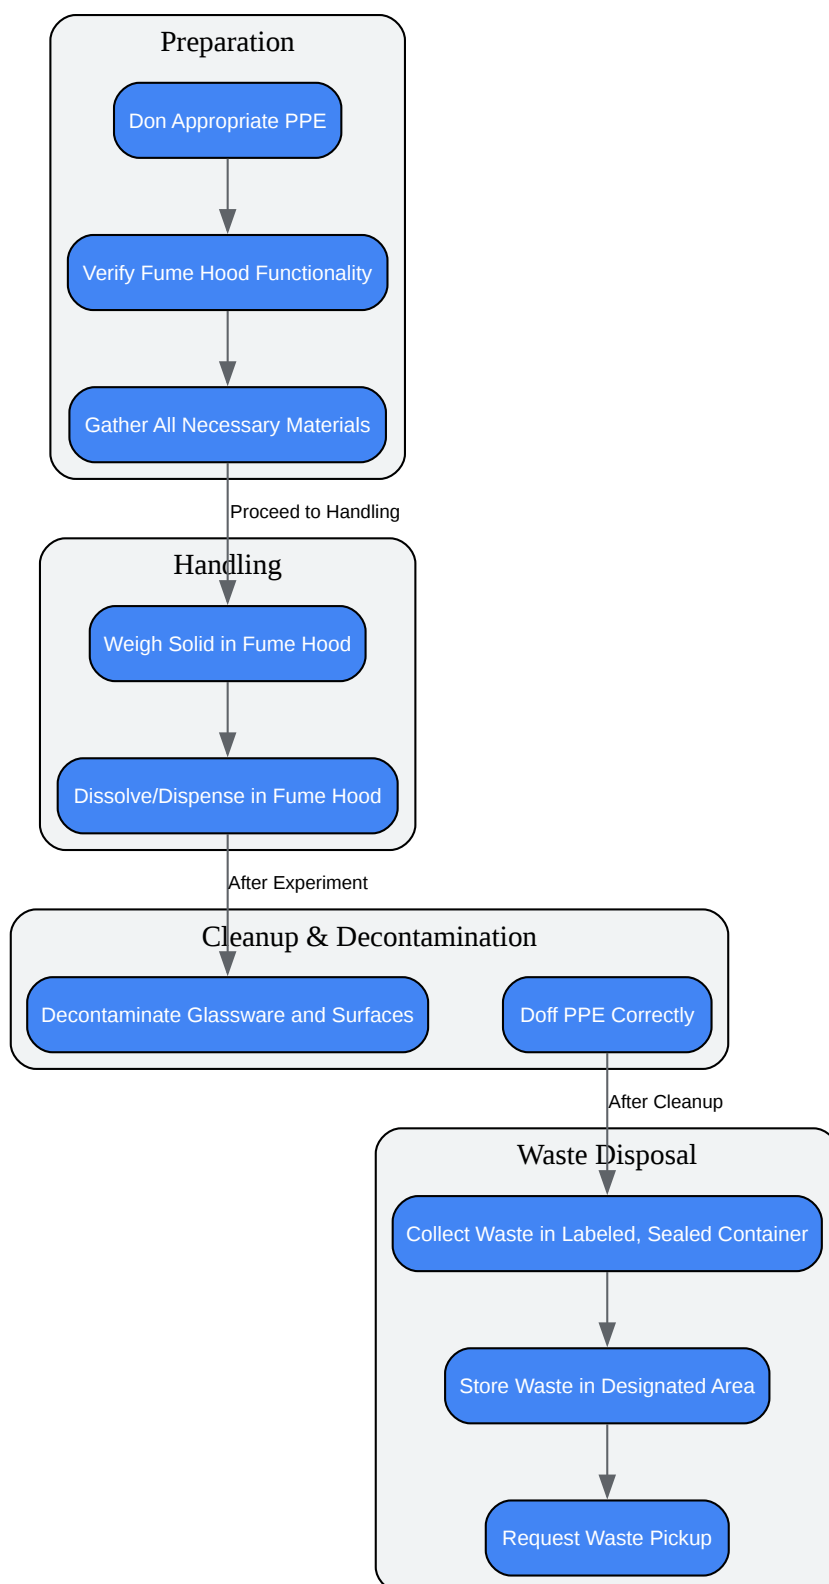 Preparation
Don Appropriate PPE
Verify Fume Hood Functionality
Gather All Necessary Materials
Proceed to Handling
Handling
Weigh Solid in Fume Hood
Dissolve/Dispense in Fume Hood
After Experiment
Cleanup & Decontamination
Decontaminate Glassware and Surfaces
Doff PPE Correctly
After Cleanup
Waste Disposal
Collect Waste in Labeled, Sealed Container
Store Waste in Designated Area
Request Waste Pickup